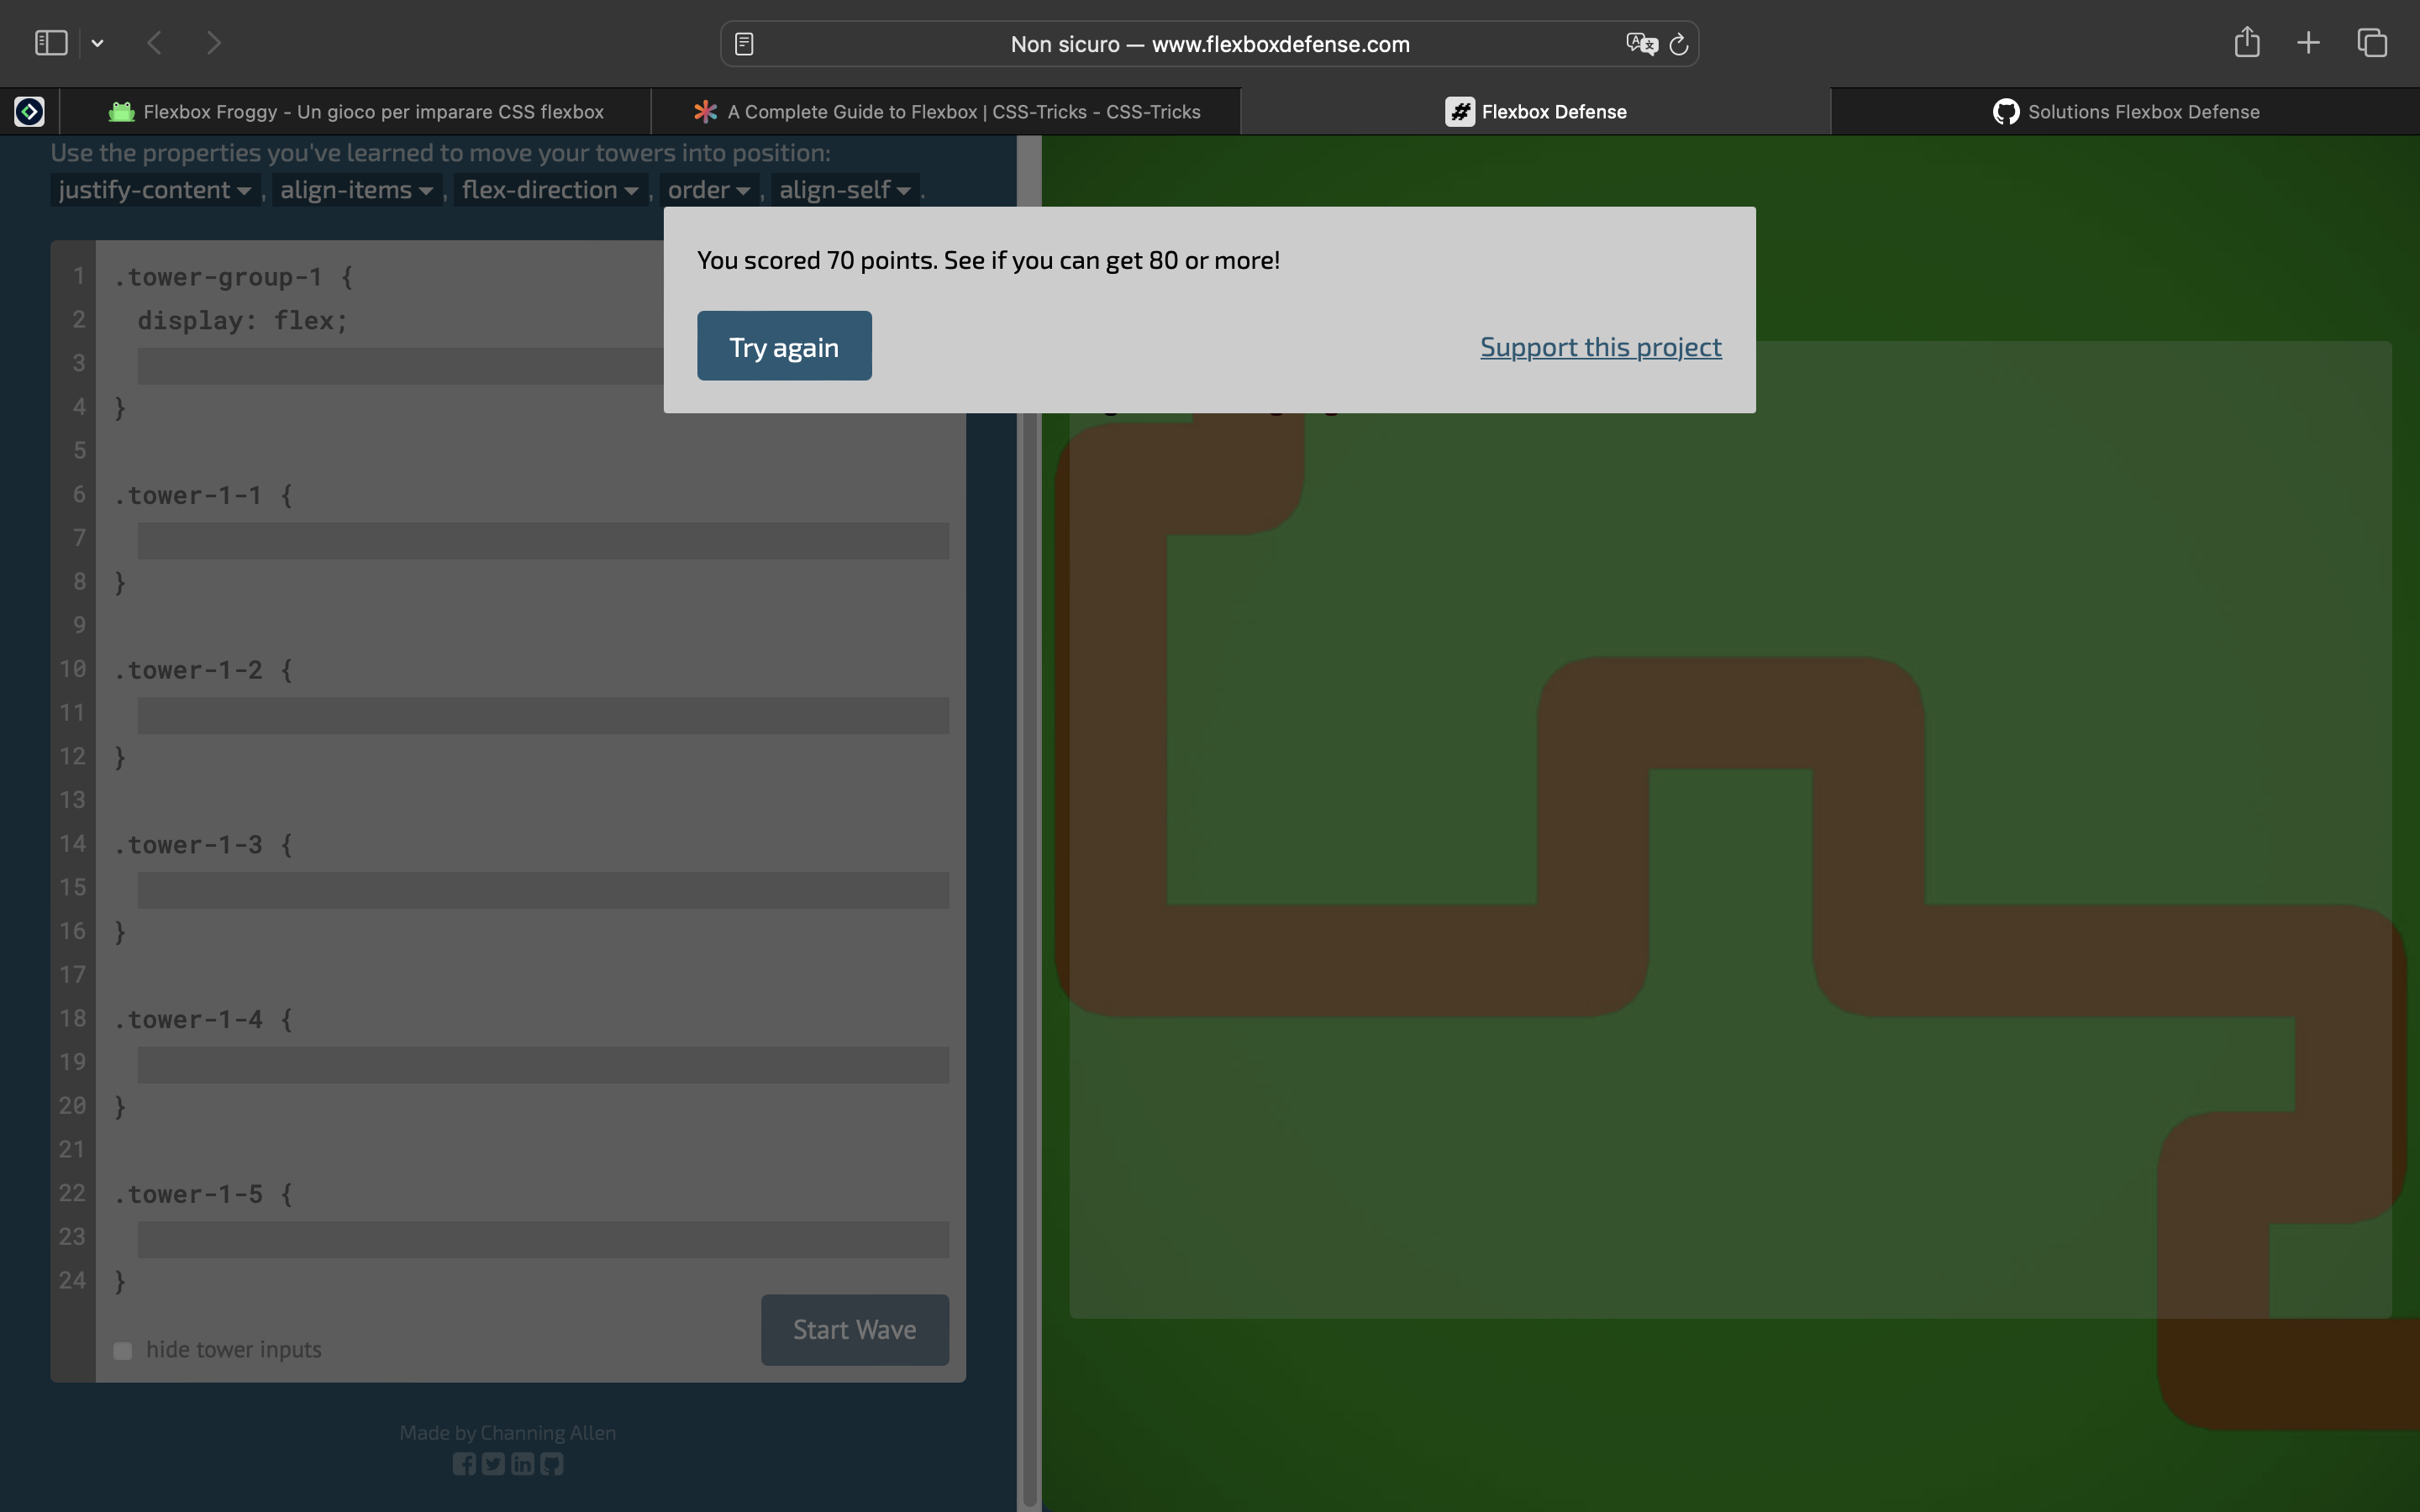 Non sicuro — www.flexboxdefense.com
Flexbox Froggy - Un gioco per imparare CSS flexbox
A Complete Guide to Flexbox | CSS-Tricks - CSS-Tricks
Flexbox Defense
Solutions Flexbox Defense
Use the properties you've learned to move your towers into position:
justify-content , align-items , flex-direction , order , align-self .
You scored 70 points. See if you can get 80 or more!
Try again
Support this project
1 .tower-group-1 {
2 display: flex;
3
4 }
5
6 .tower-1-1 {
7
8 }
9
10 .tower-1-2 {
11
12 }
13
14 .tower-1-3 {
15
16 }
17
18 .tower-1-4 {
19
20 }
21
22 .tower-1-5 {
23
24 }
hide tower inputs
Start Wave
Made by Channing Allen